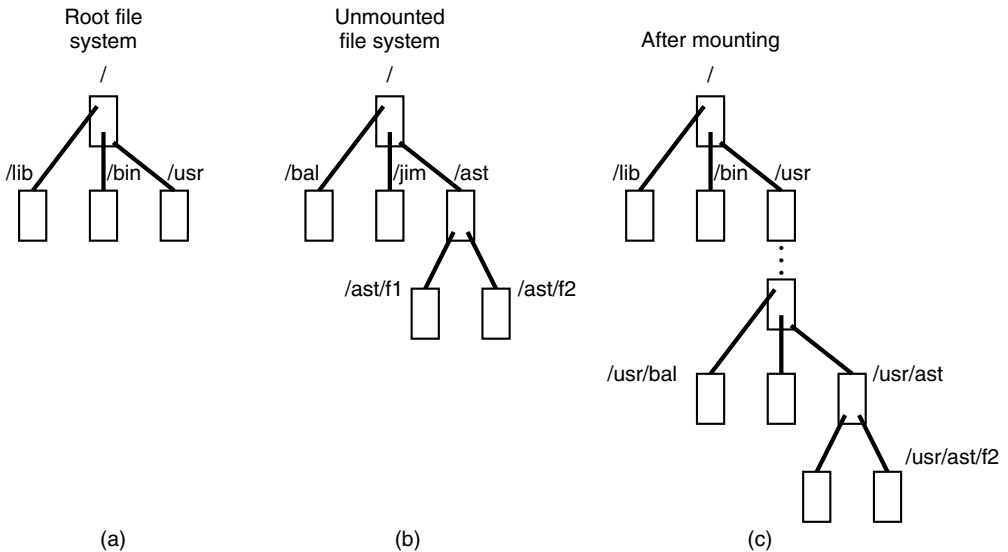 Root file
system
/
/lib
/bin
/usr
(a)
Unmounted
file system
/
/bal
/jim
/ast
/ast/f1
/ast/f2
(b)
After mounting
/
/lib
/bin
/usr
/usr/bal
/usr/ast
/usr/ast/f2
(c)